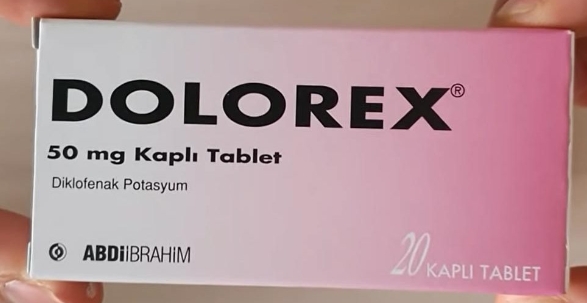 DOLOREX®
50 mg Kaplı Tablet
Diklofenak Potasyum
ABDİİBRAHİM
20 KAPLI TABLET